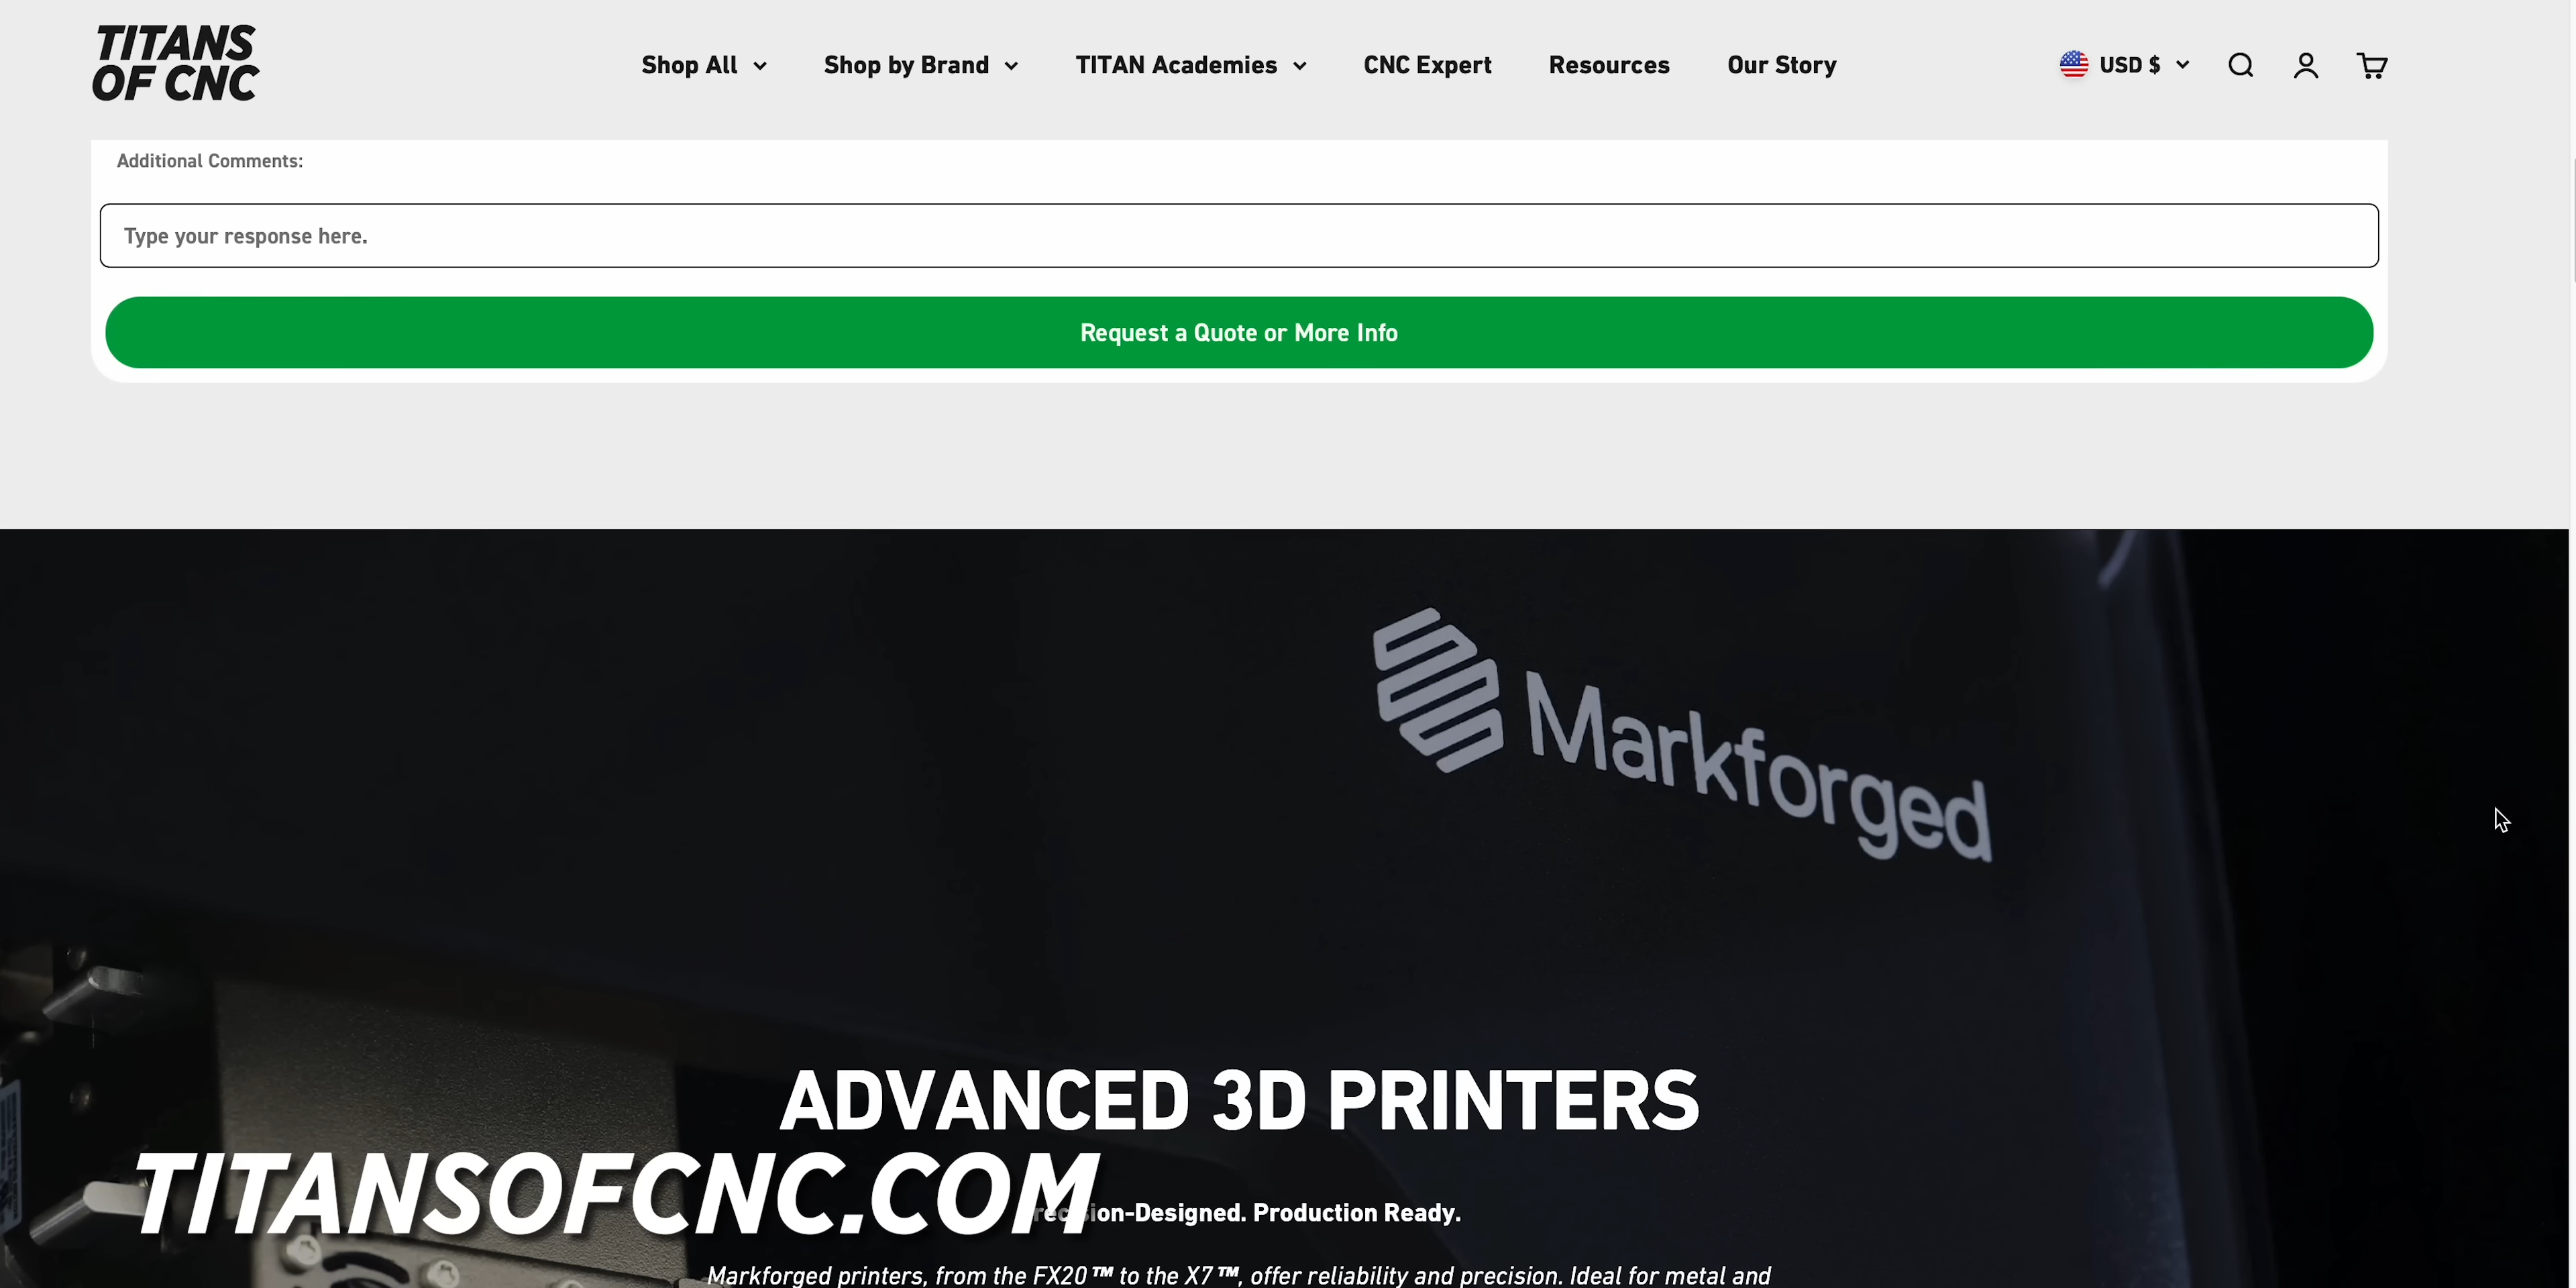 TITANS
OF CNC
Shop All
Shop by Brand
TITAN Academies
CNC Expert
Resources
Our Story
USD $
Additional Comments:
Type your response here.
Request a Quote or More Info
Markforged
ADVANCED 3D PRINTERS
TITANSOFCNC.COM
ion-Designed. Production Ready.
Markforged printers, from the FX20™ to the X7™, offer reliability and precision. Ideal for metal and